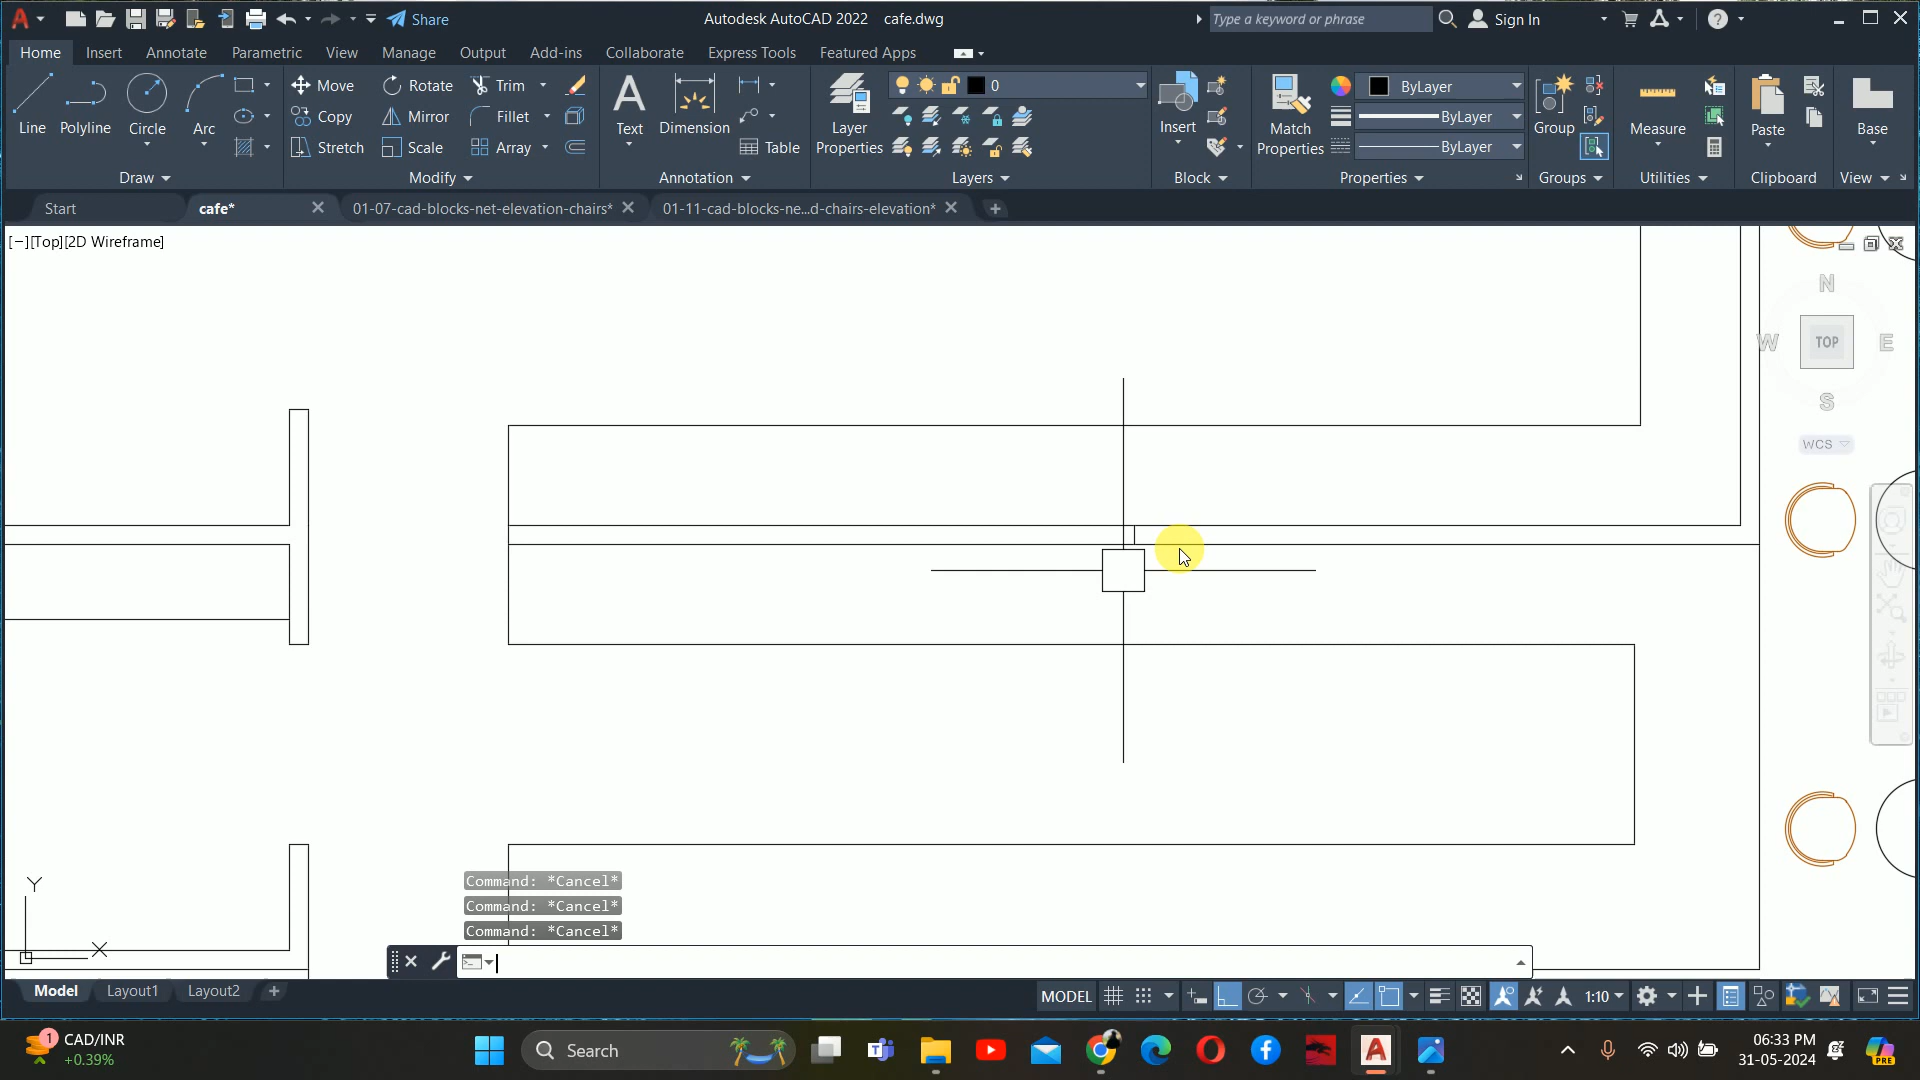 Share
Autodesk AutoCAD 2022 cafe.dwg
Type a keyword or phrase
Sign In
Home Insert Annotate Parametric View Manage Output Add-ins Collaborate Express Tools Featured Apps
Line Polyline Circle Arc
Draw
Move Rotate Trim
Copy Mirror Fillet
Stretch Scale Array
Modify
Text Dimension
Table
Annotation
Layer Properties
0
Layers
Insert
Block
Match Properties
ByLayer
ByLayer
ByLayer
Properties
Group
Groups
Measure
Utilities
Paste
Clipboard
Base
View
Start cafe* 01-07-cad-blocks-net-elevation-chairs* 01-11-cad-blocks-ne...d-chairs-elevation*
[−][Top][2D Wireframe]
N
W TOP E
S
WCS
Y
X
Command: *Cancel*
Command: *Cancel*
Command: *Cancel*
Model Layout1 Layout2
MODEL
1:10
1
CAD/INR
+0.39%
Search
06:33 PM
31-05-2024
PRE